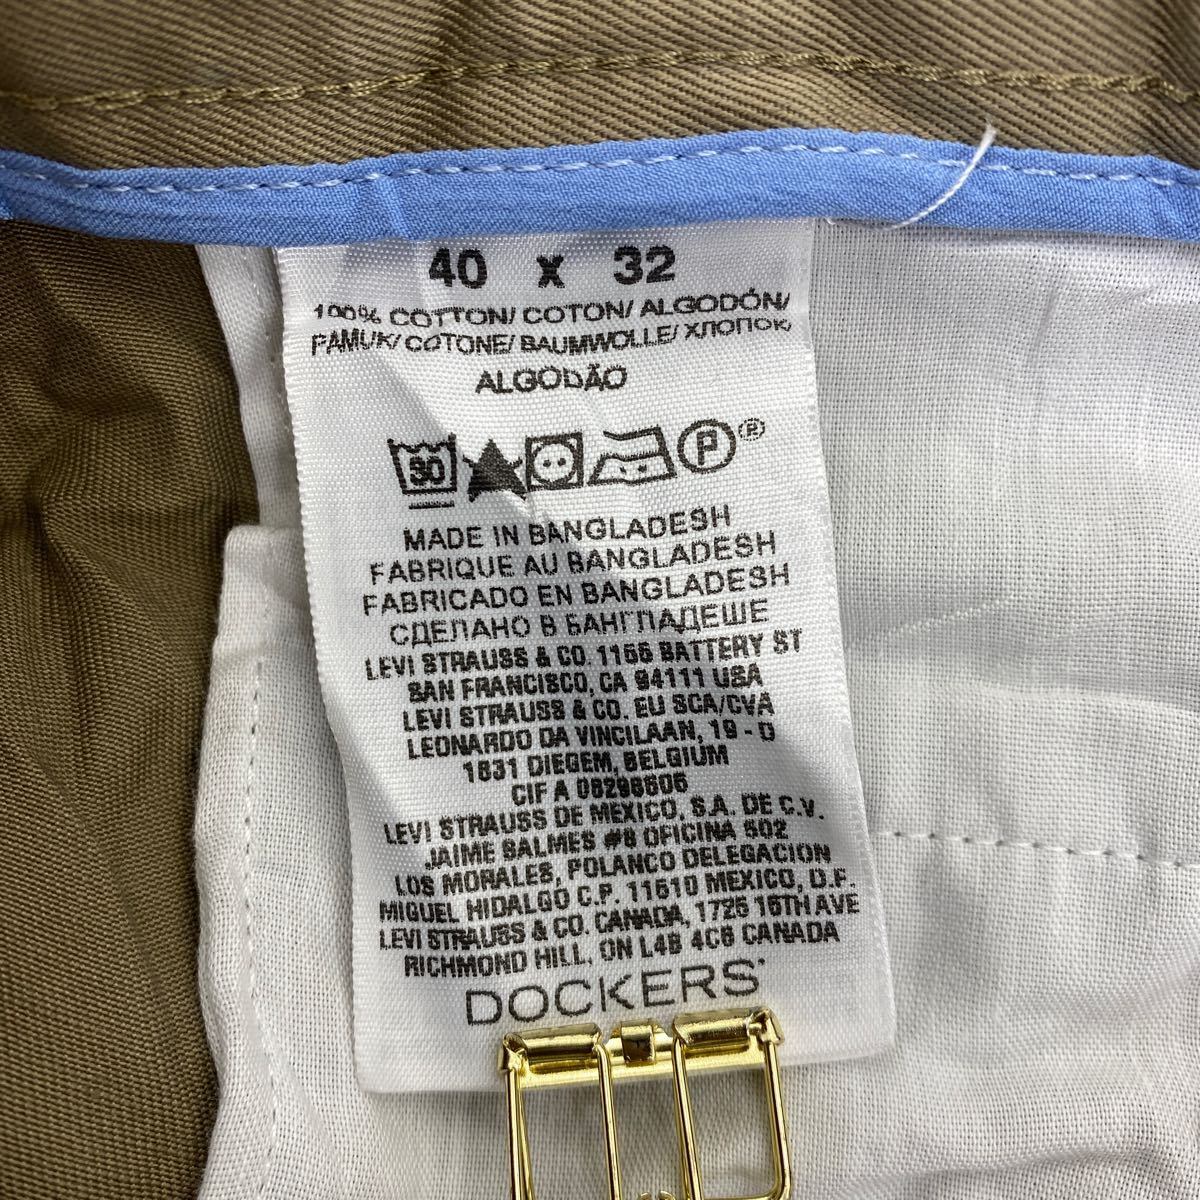 40 x 32
100% COTTON/ COTON/ ALGODÓN/
PAMUK/ COTONE/ BAUMWOLLE/ ХЛОПОК/
ALGODÃO
30 P ®
MADE IN BANGLADESH
FABRIQUE AU BANGLADESH
FABRICADO EN BANGLADESH
СДЕЛАНО В БАНГЛАДЕШЕ
LEVI STRAUSS & CO. 1155 BATTERY ST
SAN FRANCISCO, CA 94111 USA
LEVI STRAUSS & CO. EU SCA/CVA
LEONARDO DA VINCILAAN, 19 - D
1831 DIEGEM, BELGIUM
CIF A 08298606
LEVI STRAUSS DE MEXICO, S.A. DE C.V.
JAIME BALMES #8 OFICINA 502
LOS MORALES, POLANCO DELEGACION
MIGUEL HIDALGO C.P. 11510 MEXICO, D.F.
LEVI STRAUSS & CO. CANADA, 1725 16TH AVE
RICHMOND HILL, ON L4B 4C6 CANADA
DOCKERS